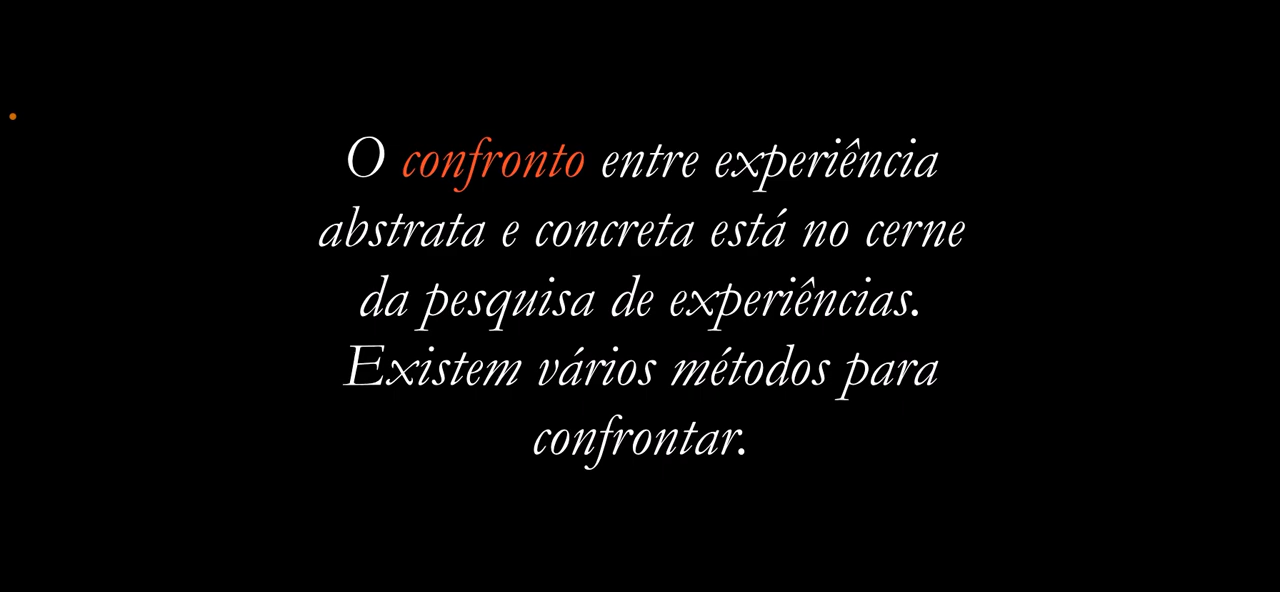 O confronto entre experiência
abstrata e concreta está no cerne
da pesquisa de experiências.
Existem vários métodos para
confrontar.